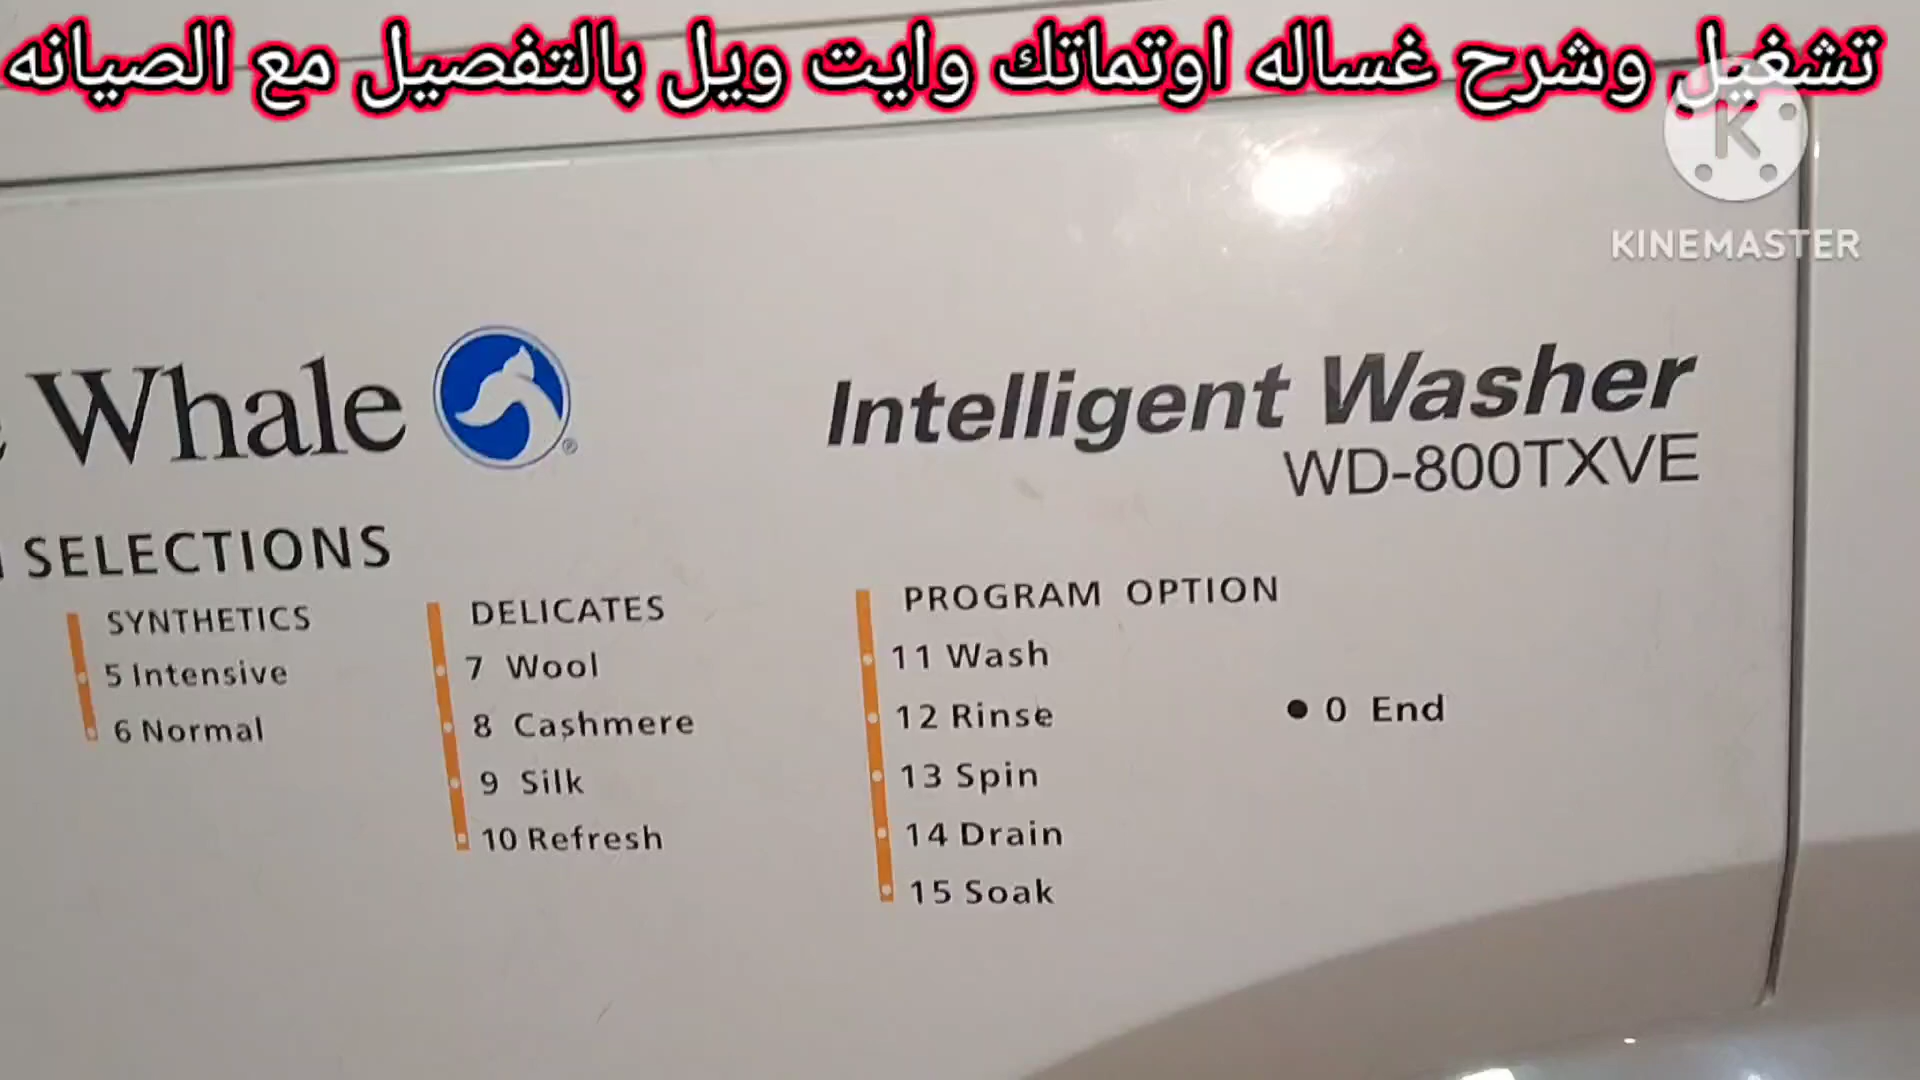 تشغيل وشرح غساله اوتماتك وايت ويل بالتفصيل مع الصيانه
KINEMASTER
Whale
Intelligent Washer
WD-800TXVE
SELECTIONS
SYNTHETICS
5 Intensive
6 Normal
DELICATES
7 Wool
8 Cashmere
9 Silk
10 Refresh
PROGRAM OPTION
11 Wash
12 Rinse
13 Spin
14 Drain
15 Soak
0 End